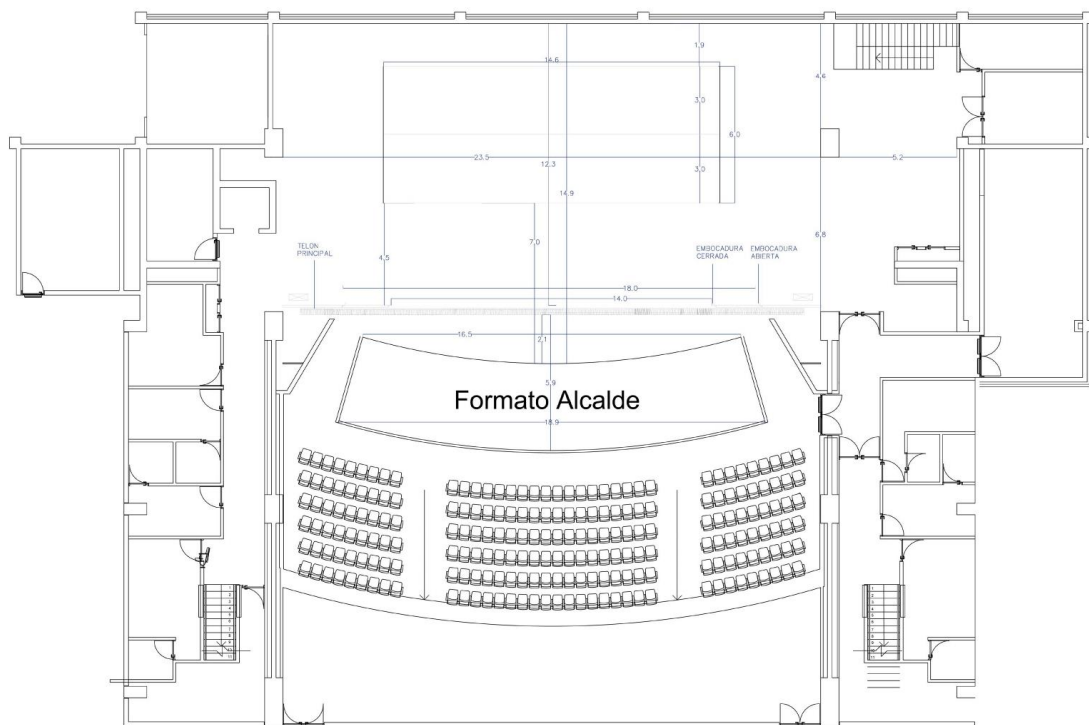 1,9
14,6
4,6
3,0
6,0
23,5
12,3
5,2
3,0
14,9
6,8
7,0
TELON
PRINCIPAL
EMBOCADURA
CERRADA
EMBOCADURA
ABIERTA
4,5
18,0
14,0
16,5
2,1
5,9
Formato Alcalde
18,9